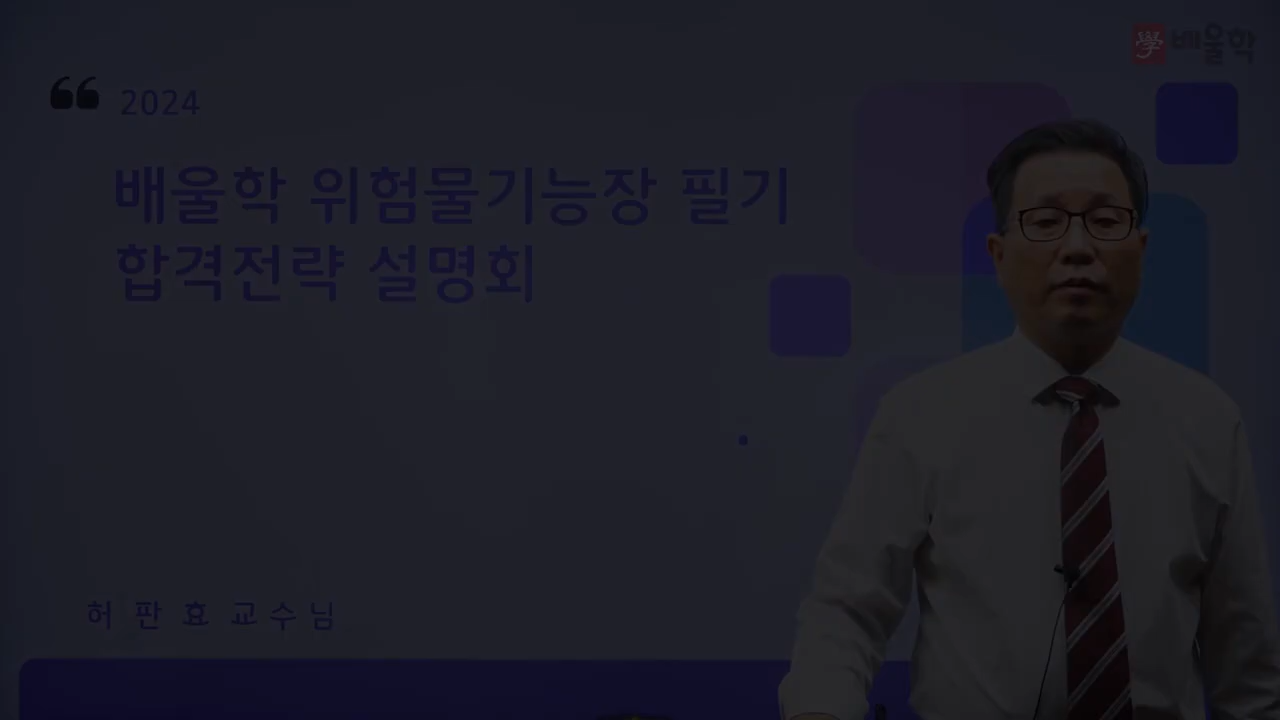 學 배울학
“ 2024
배울학 위험물기능장 필기
합격전략 설명회
허판효교수님